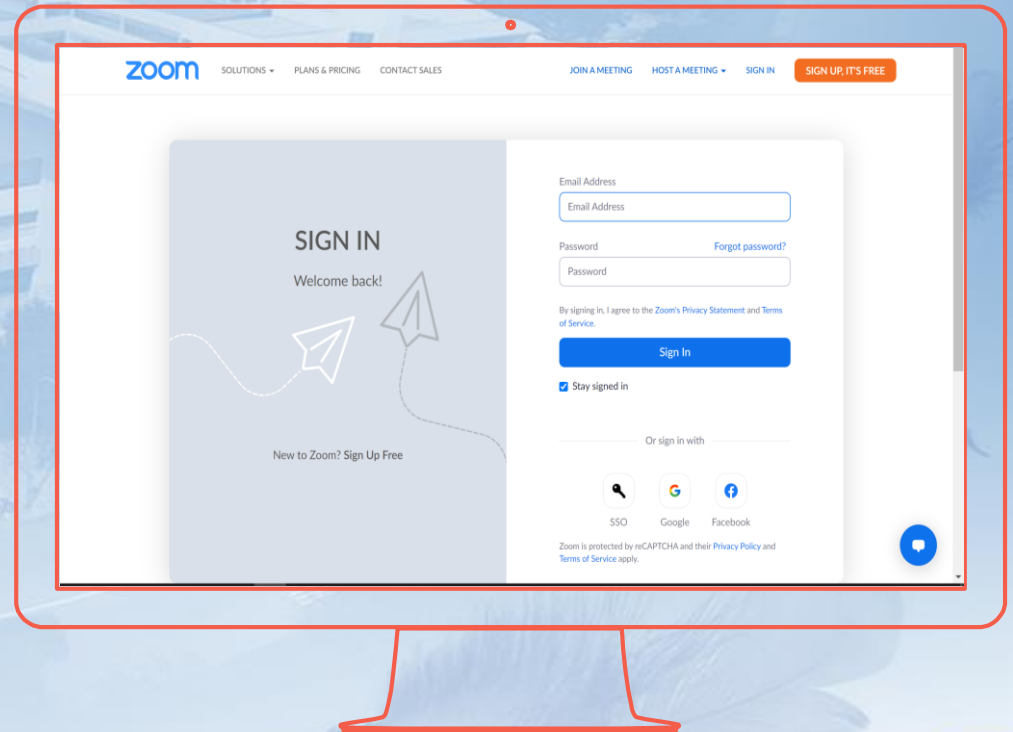 zoom SOLUTIONS PLANS & PRICING CONTACT SALES JOIN A MEETING HOST A MEETING SIGN IN SIGN UP, IT'S FREE
SIGN IN
Welcome back!
New to Zoom? Sign Up Free
Email Address
Email Address
Password Forgot password?
Password
By signing in, I agree to the Zoom's Privacy Statement and Terms
of Service.
Sign In
Stay signed in
Or sign in with
SSO Google Facebook
Zoom is protected by reCAPTCHA and their Privacy Policy and
Terms of Service apply.